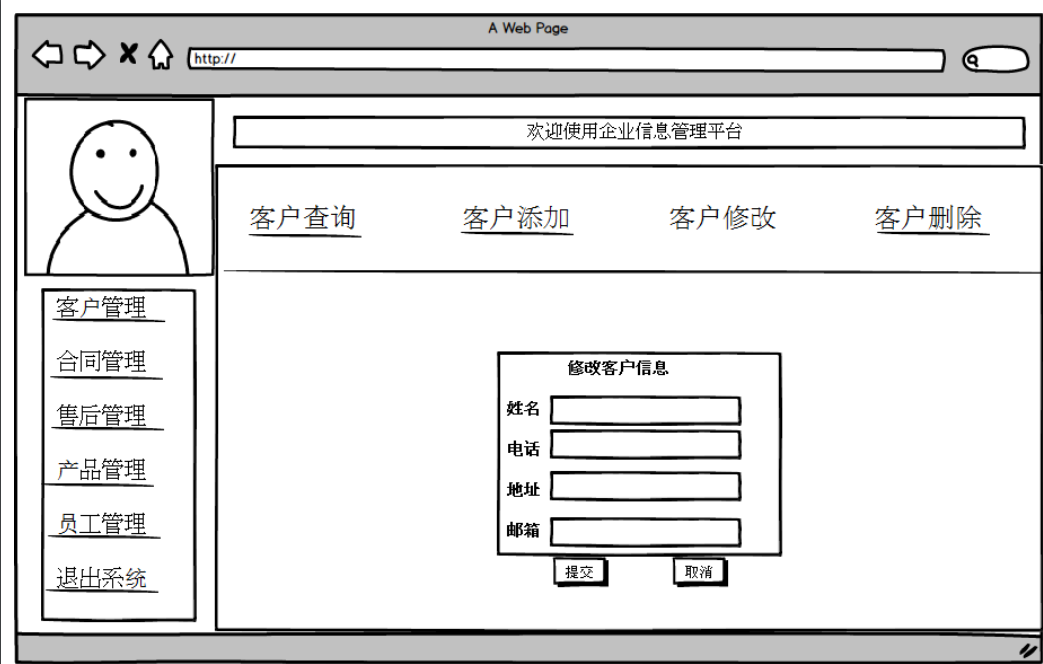 A Web Page
http://
欢迎使用企业信息管理平台
客户查询 客户添加 客户修改 客户删除
客户管理
合同管理
售后管理
产品管理
员工管理
退出系统
修改客户信息
姓名
电话
地址
邮箱
提交 取消